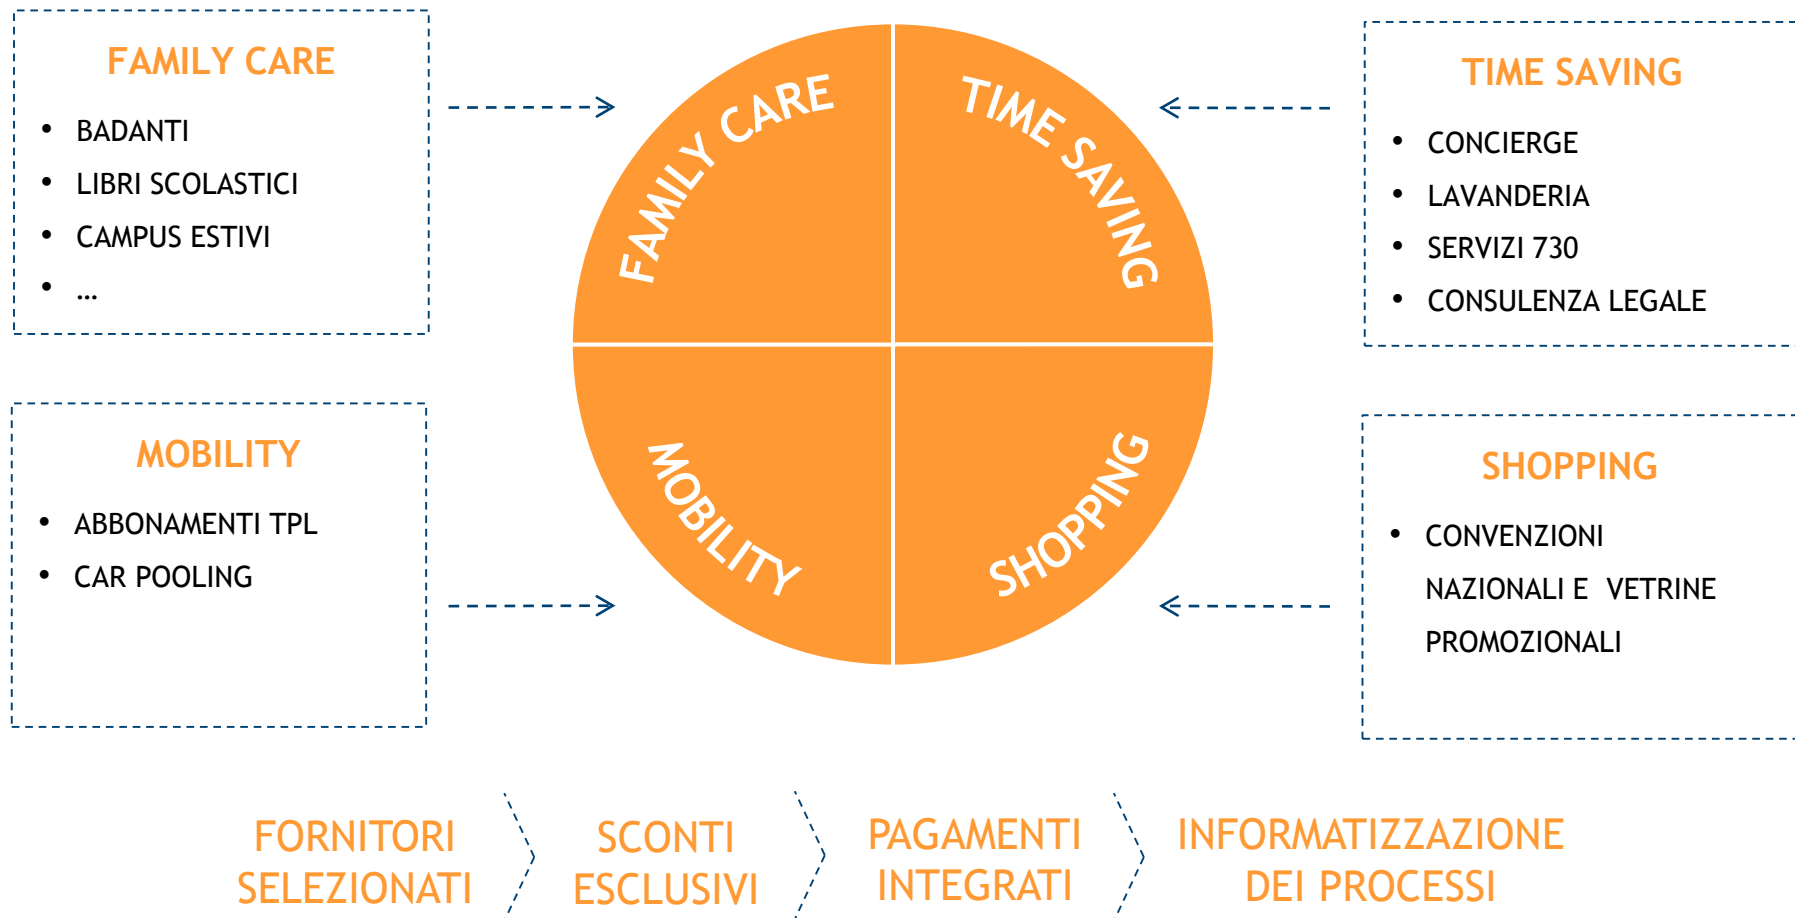 FAMILY CARE
• BADANTI
• LIBRI SCOLASTICI
• CAMPUS ESTIVI
• …
MOBILITY
• ABBONAMENTI TPL
• CAR POOLING
FAMILY CARE
TIME SAVING
MOBILITY
SHOPPING
TIME SAVING
• CONCIERGE
• LAVANDERIA
• SERVIZI 730
• CONSULENZA LEGALE
SHOPPING
• CONVENZIONI
NAZIONALI E VETRINE
PROMOZIONALI
FORNITORI
SELEZIONATI
SCONTI
ESCLUSIVI
PAGAMENTI
INTEGRATI
INFORMATIZZAZIONE
DEI PROCESSI